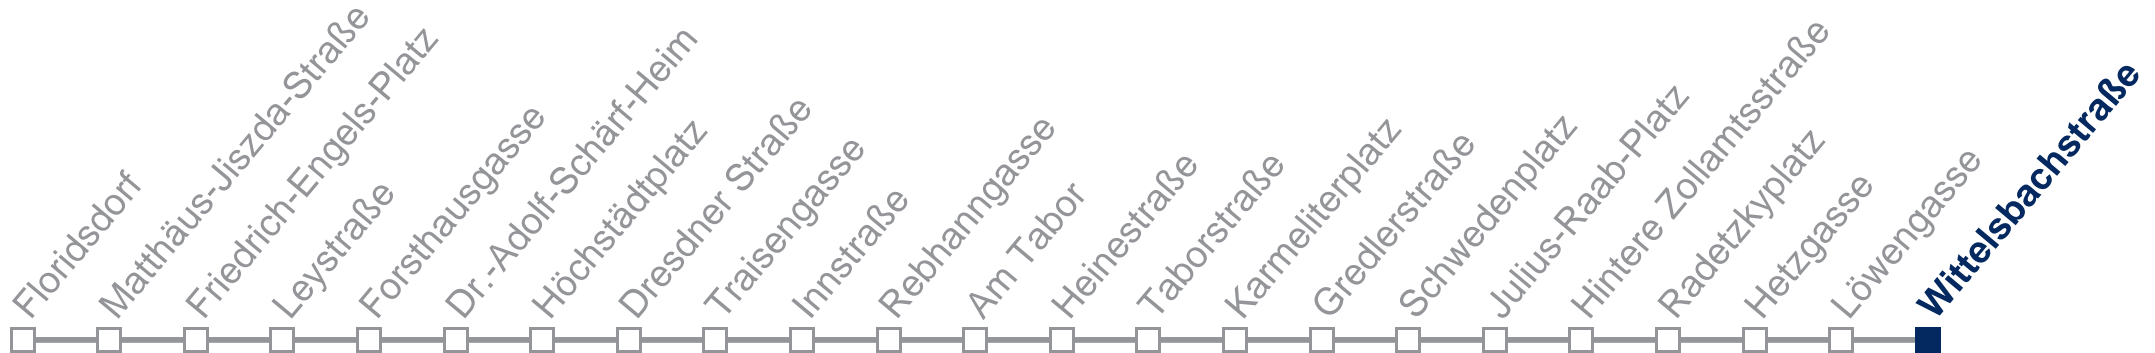 Floridsdorf
Matthäus-Jiszda-Straße
Friedrich-Engels-Platz
Leystraße
Forsthausgasse
Dr.-Adolf-Schärf-Heim
Höchstädtplatz
Dresdner Straße
Traisengasse
Innstraße
Rebhanngasse
Am Tabor
Heinestraße
Taborstraße
Karmeliterplatz
Gredlerstraße
Schwedenplatz
Julius-Raab-Platz
Hintere Zollamtsstraße
Radetzkyplatz
Hetzgasse
Löwengasse
Wittelsbachstraße